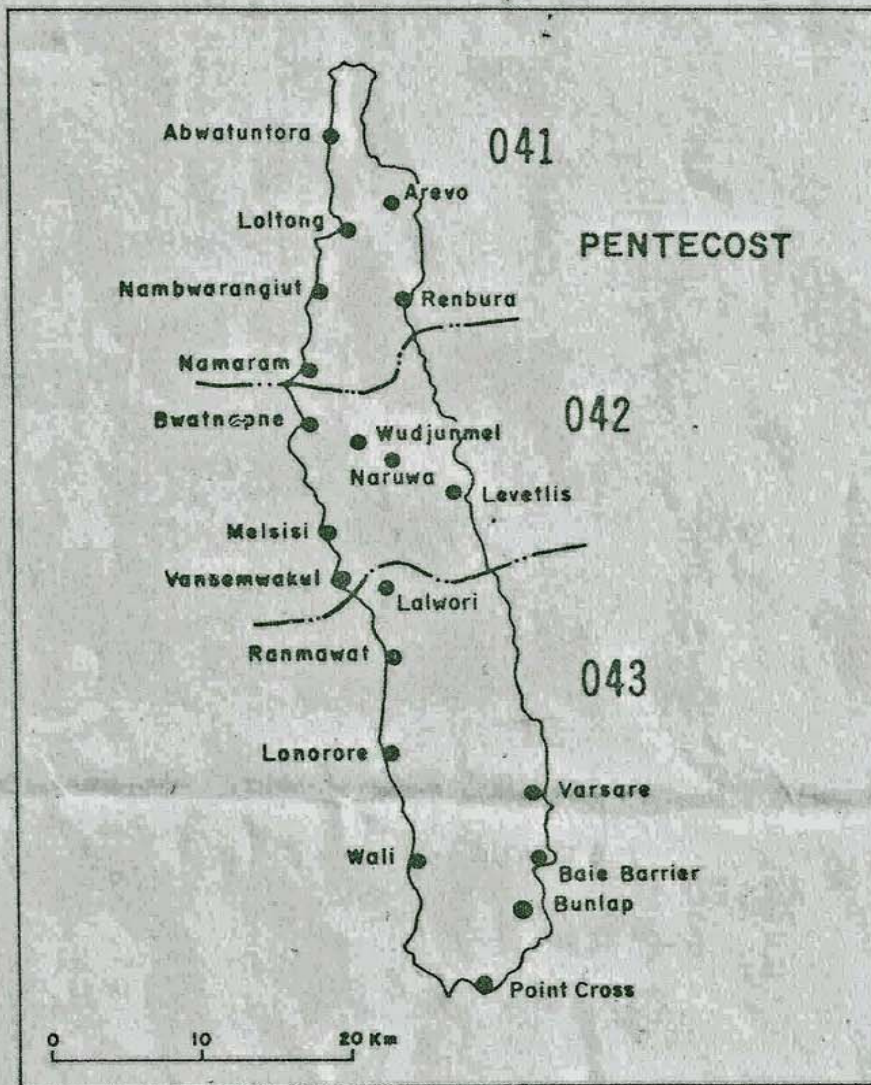 Abwatuntora
041
Arevo
Loltong
PENTECOST
Nambwarangiut
Renbura
Namaram
Bwatnapne
042
Wudjunmel
Naruwa
Levetlis
Melsisi
Vansemwakul
Lalwori
Ranmawat
043
Lonorore
Varsare
Wali
Baie Barrier
Bunlap
Point Cross
0 10 20 Km